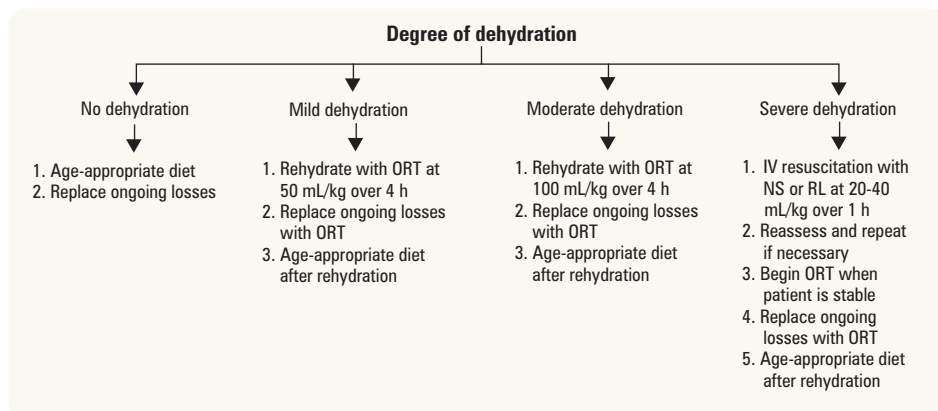 Degree of dehydration
No dehydration
1. Age-appropriate diet
2. Replace ongoing losses
Mild dehydration
1. Rehydrate with ORT at
50 mL/kg over 4 h
2. Replace ongoing losses
with ORT
3. Age-appropriate diet
after rehydration
Moderate dehydration
1. Rehydrate with ORT at
100 mL/kg over 4 h
2. Replace ongoing losses
with ORT
3. Age-appropriate diet
after rehydration
Severe dehydration
1. IV resuscitation with
NS or RL at 20-40
mL/kg over 1 h
2. Reassess and repeat
if necessary
3. Begin ORT when
patient is stable
4. Replace ongoing
losses with ORT
5. Age-appropriate diet
after rehydration